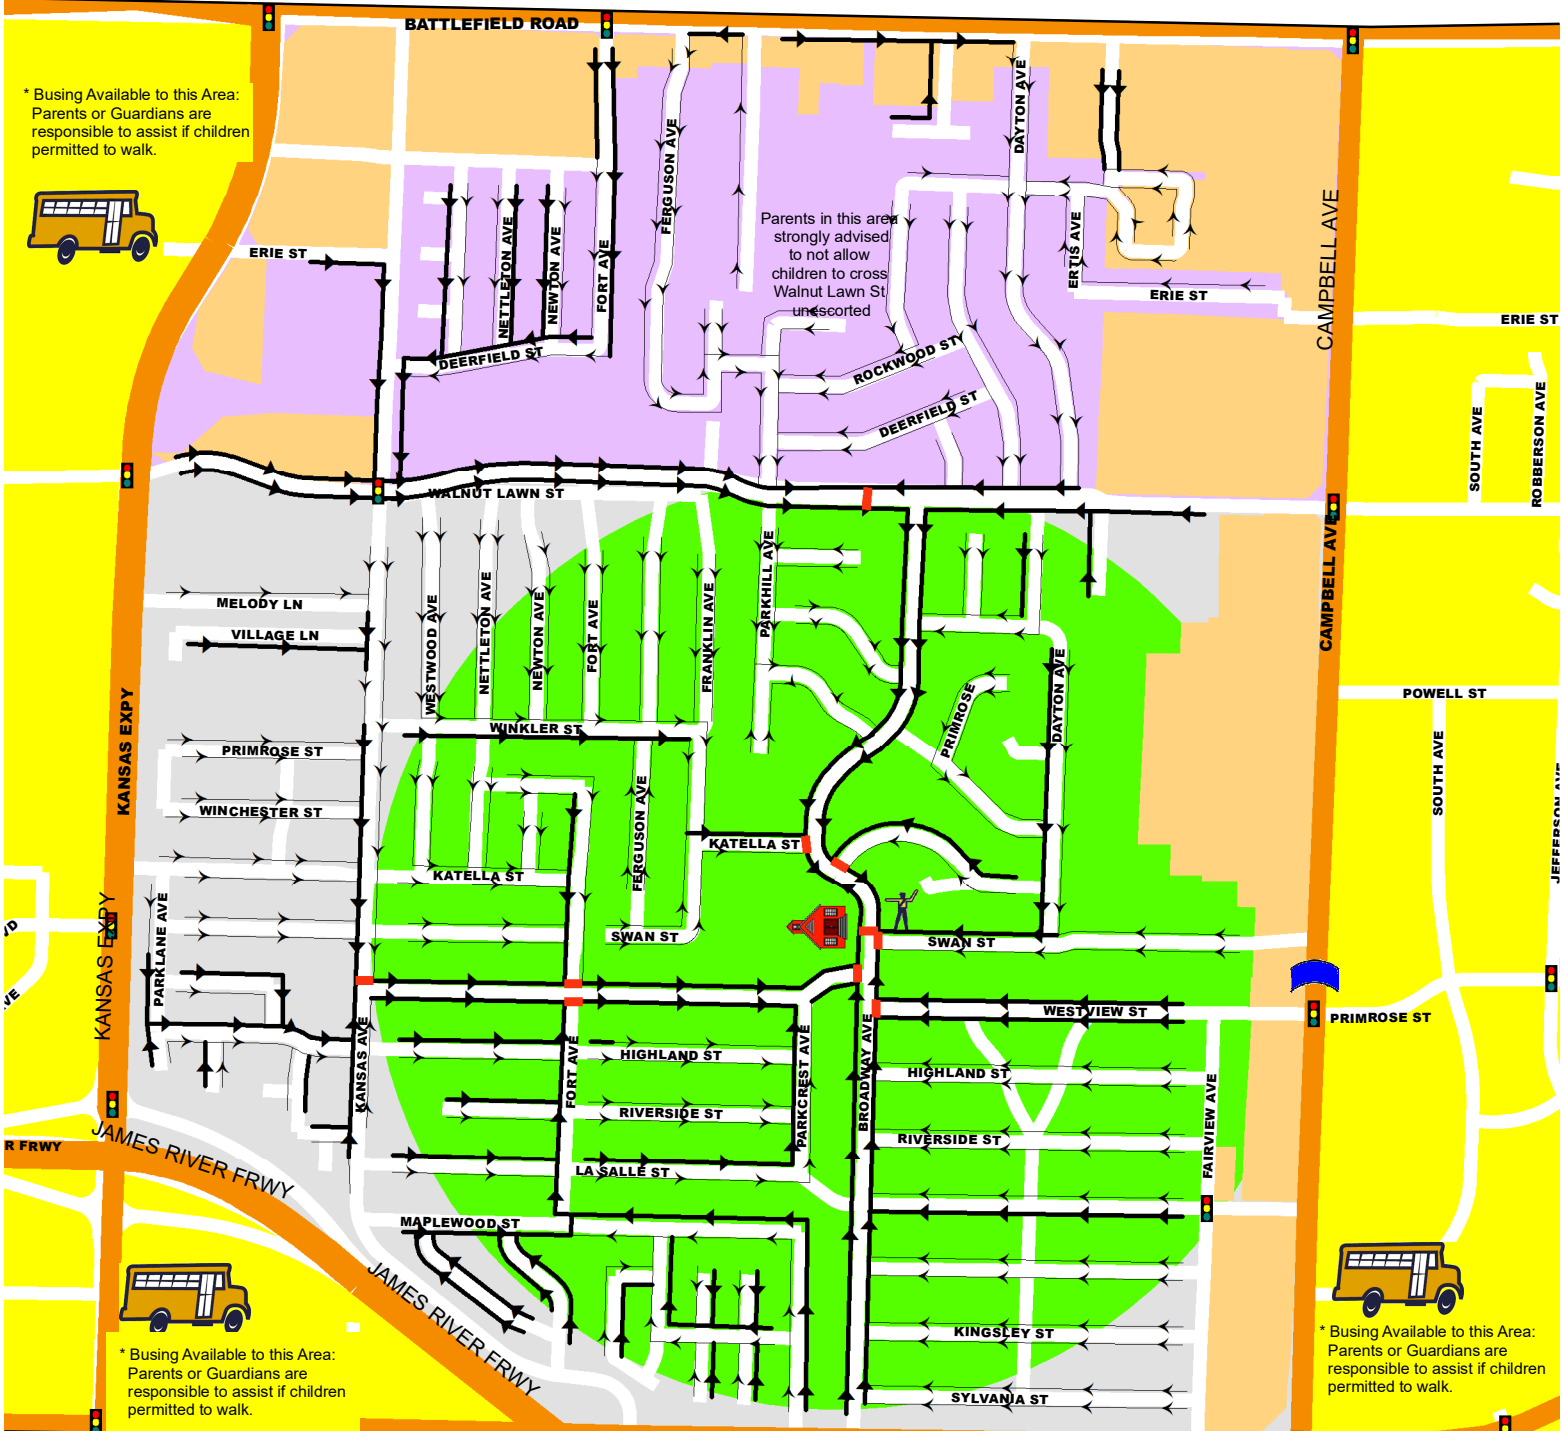 BATTLEFIELD ROAD
* Busing Available to this Area:
Parents or Guardians are
responsible to assist if children
permitted to walk.
DAYTON AVE
FERGUSON AVE
Parents in this area
strongly advised
to not allow
children to cross
Walnut Lawn St
unescorted
ERIE ST
NETTLETON AVE
NEWTON AVE
FORT AVE
ERTIS AVE
ERIE ST
CAMPBELL AVE
ERIE ST
DEERFIELD ST
ROCKWOOD ST
DEERFIELD ST
SOUTH AVE
ROBBERSON AVE
WALNUT LAWN ST
CAMPBELL AVE
MELODY LN
VILLAGE LN
WESTWOOD AVE
NETTLETON AVE
NEWTON AVE
FORT AVE
FRANKLIN AVE
PARKHILL AVE
PRIMROSE
DAYTON AVE
POWELL ST
KANSAS EXPY
WINKLER ST
PRIMROSE ST
SOUTH AVE
JEFFERSON AVE
WINCHESTER ST
FERGUSON AVE
KATELLA ST
KATELLA ST
KANSAS EXPY
PARKLANE AVE
VD
VE
SWAN ST
SWAN ST
WESTVIEW ST
PRIMROSE ST
KANSAS AVE
FORT AVE
HIGHLAND ST
PARKCREST AVE
BROADWAY AVE
HIGHLAND ST
FAIRVIEW AVE
RIVERSIDE ST
RIVERSIDE ST
R FRWY
JAMES RIVER FRWY
LA SALLE ST
MAPLEWOOD ST
JAMES RIVER FRWY
KINGSLEY ST
SYLVANIA ST
* Busing Available to this Area:
Parents or Guardians are
responsible to assist if children
permitted to walk.
* Busing Available to this Area:
Parents or Guardians are
responsible to assist if children
permitted to walk.